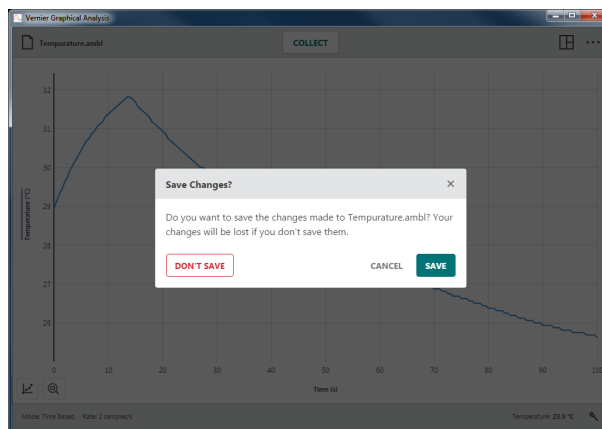 Vernier Graphical Analysis
Tempurature.ambl
COLLECT
32
31
30
29
28
27
26
Temperature (°C)
Save Changes?
Do you want to save the changes made to Tempurature.ambl? Your
changes will be lost if you don't save them.
DON'T SAVE
CANCEL
SAVE
0 10 20 30 40 50 60 70 80 90 100
Time (s)
Mode: Time Based Rate: 2 samples/s
Temperature: 23.9 °C